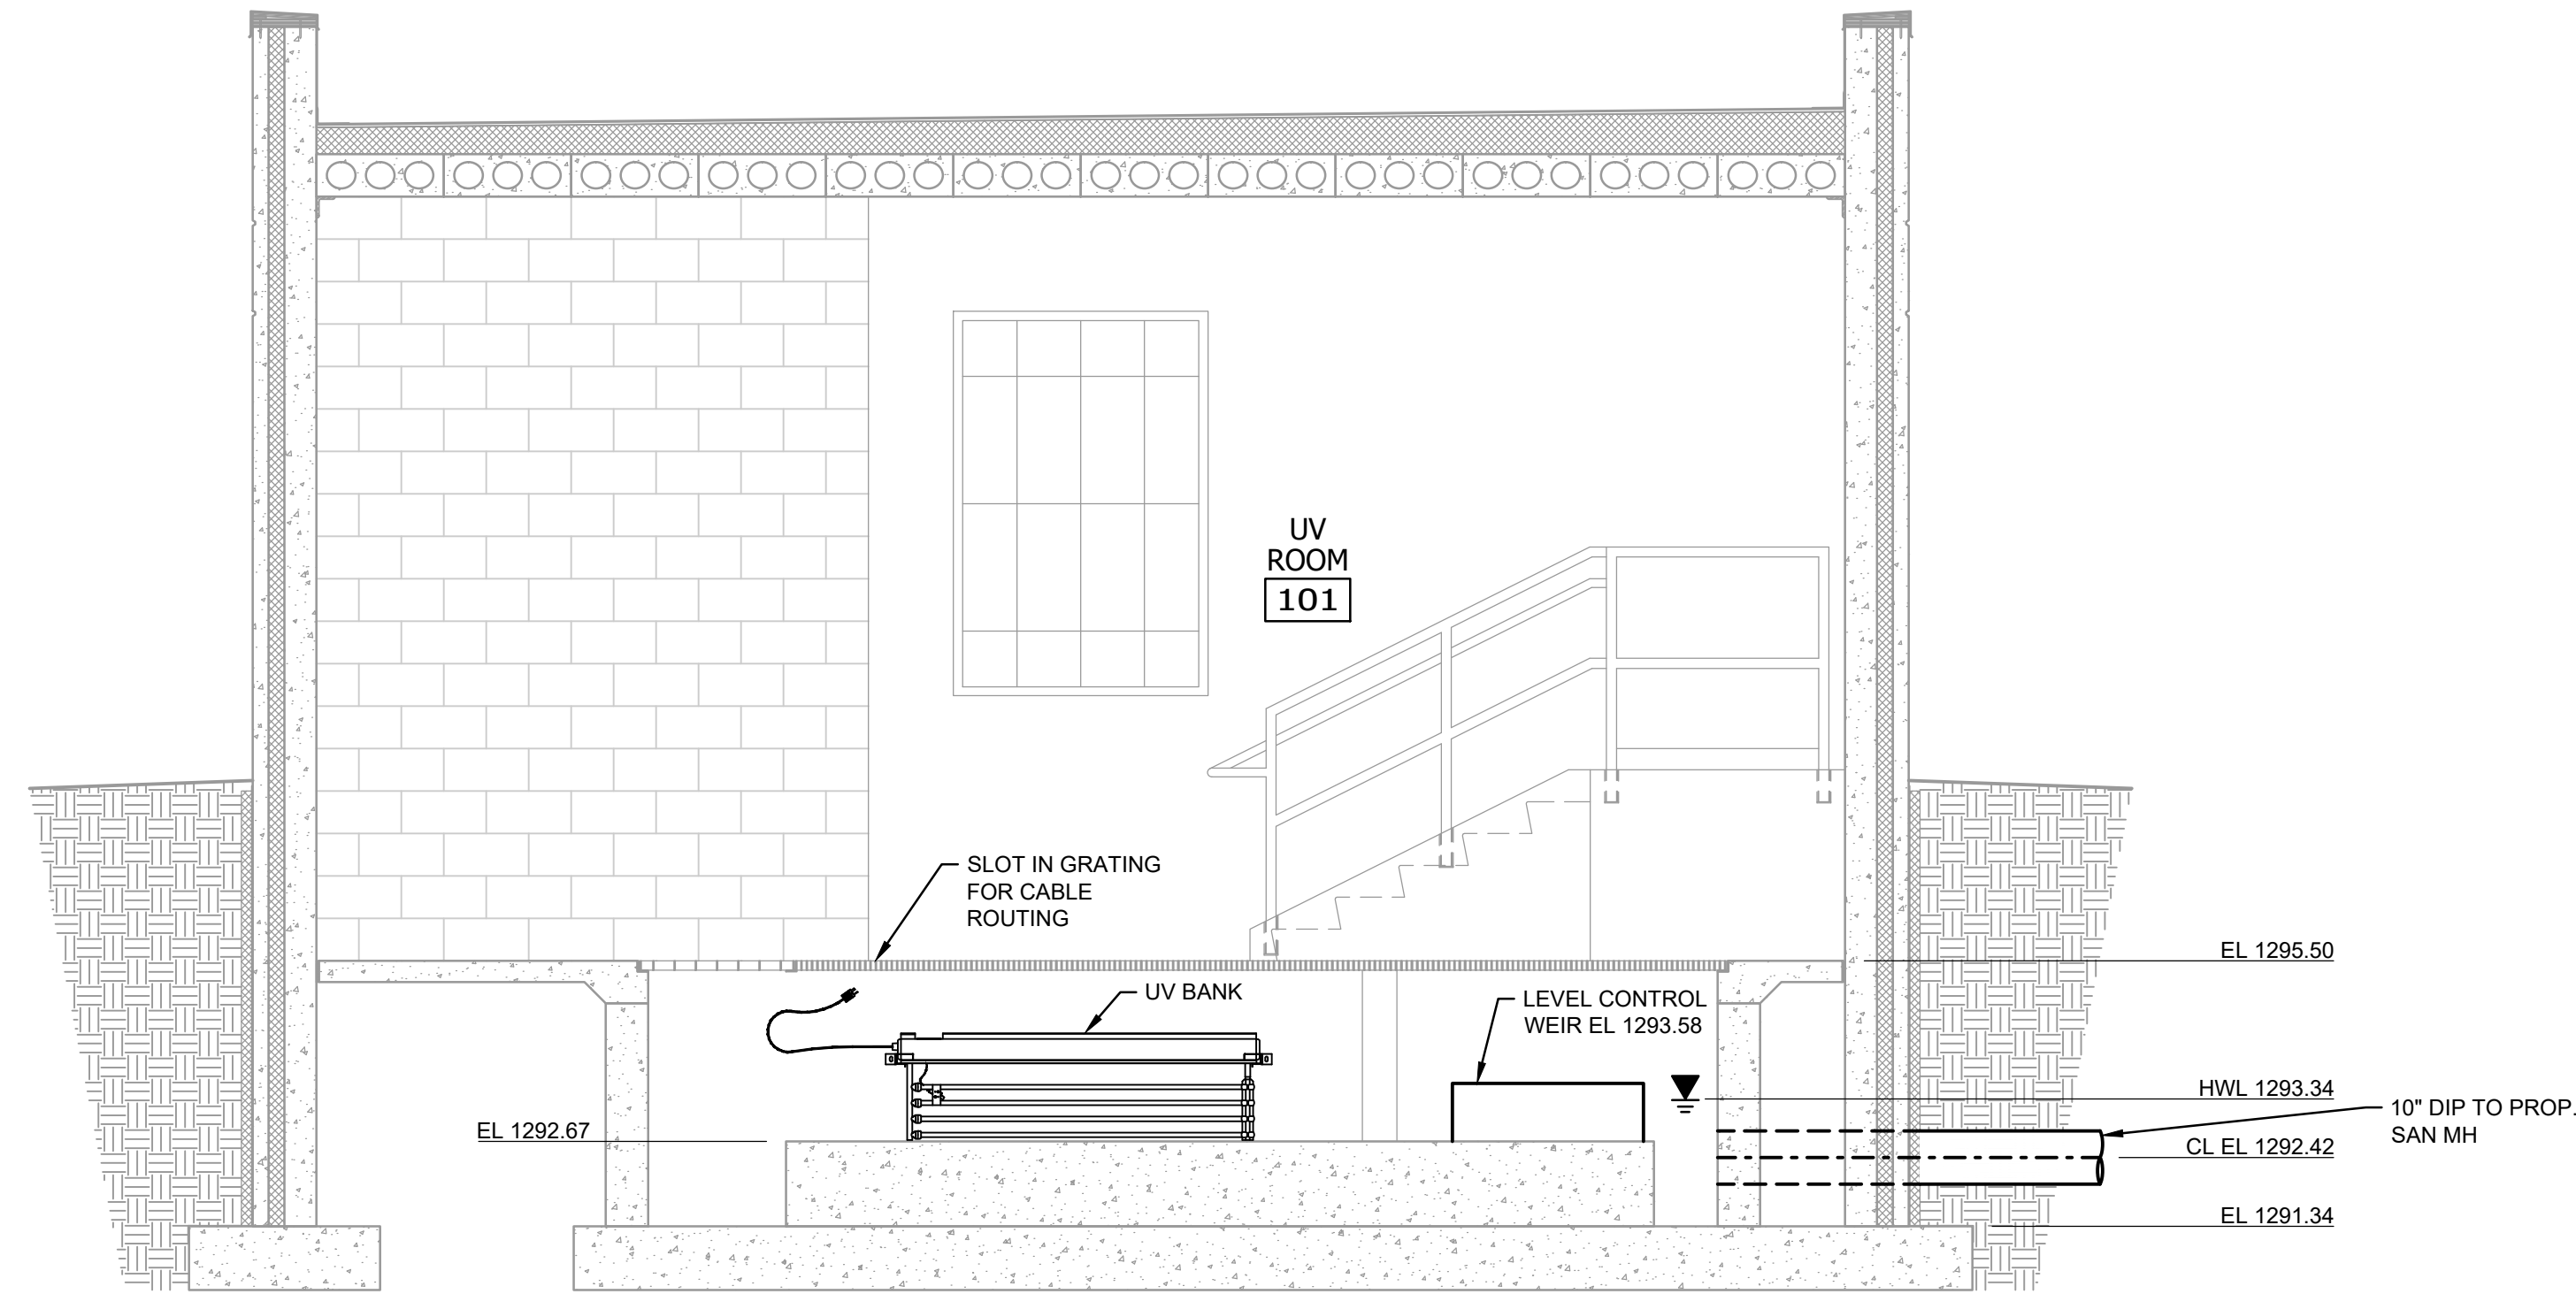 UV
ROOM
101
SLOT IN GRATING
FOR CABLE
ROUTING
EL 1295.50
UV BANK
LEVEL CONTROL
WEIR EL 1293.58
HWL 1293.34
10" DIP TO PROP.
SAN MH
EL 1292.67
CL EL 1292.42
EL 1291.34